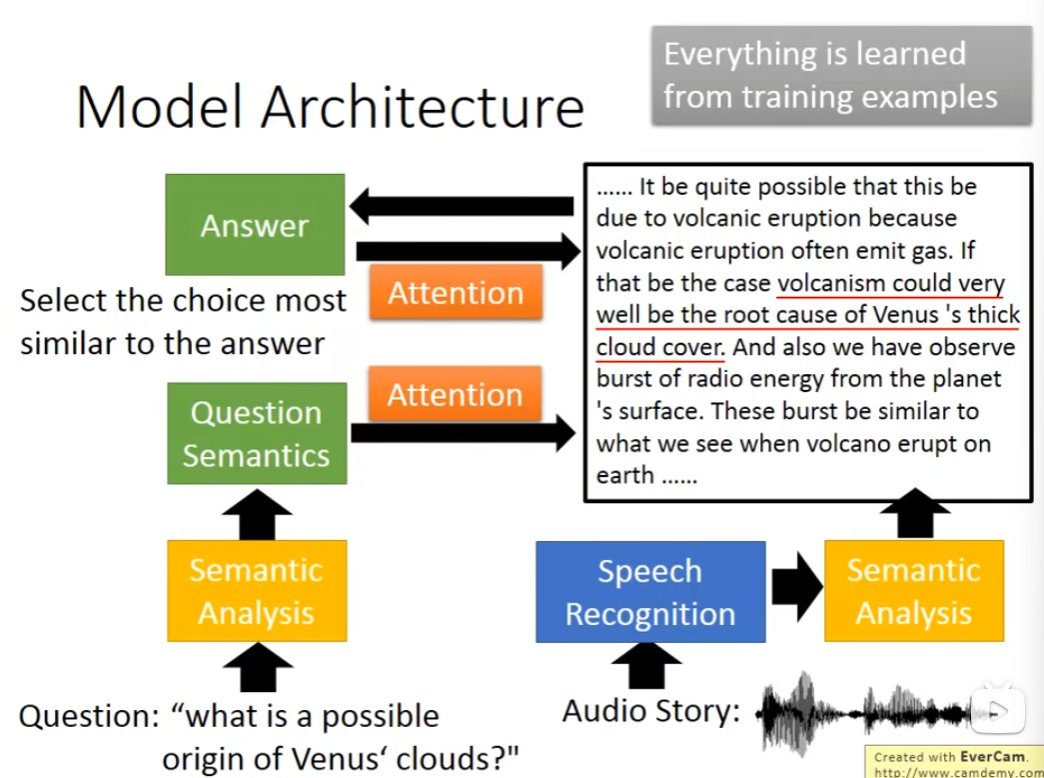 Everything is learned
from training examples
Model Architecture
Answer
Attention
Select the choice most
similar to the answer
Attention
Question
Semantics
...... It be quite possible that this be
due to volcanic eruption because
volcanic eruption often emit gas. If
that be the case volcanism could very
well be the root cause of Venus 's thick
cloud cover. And also we have observe
burst of radio energy from the planet
's surface. These burst be similar to
what we see when volcano erupt on
earth ......
Semantic
Analysis
Speech
Recognition
Semantic
Analysis
Question: “what is a possible
origin of Venus‘ clouds?"
Audio Story:
Created with EverCam.
http://www.camdemy.com